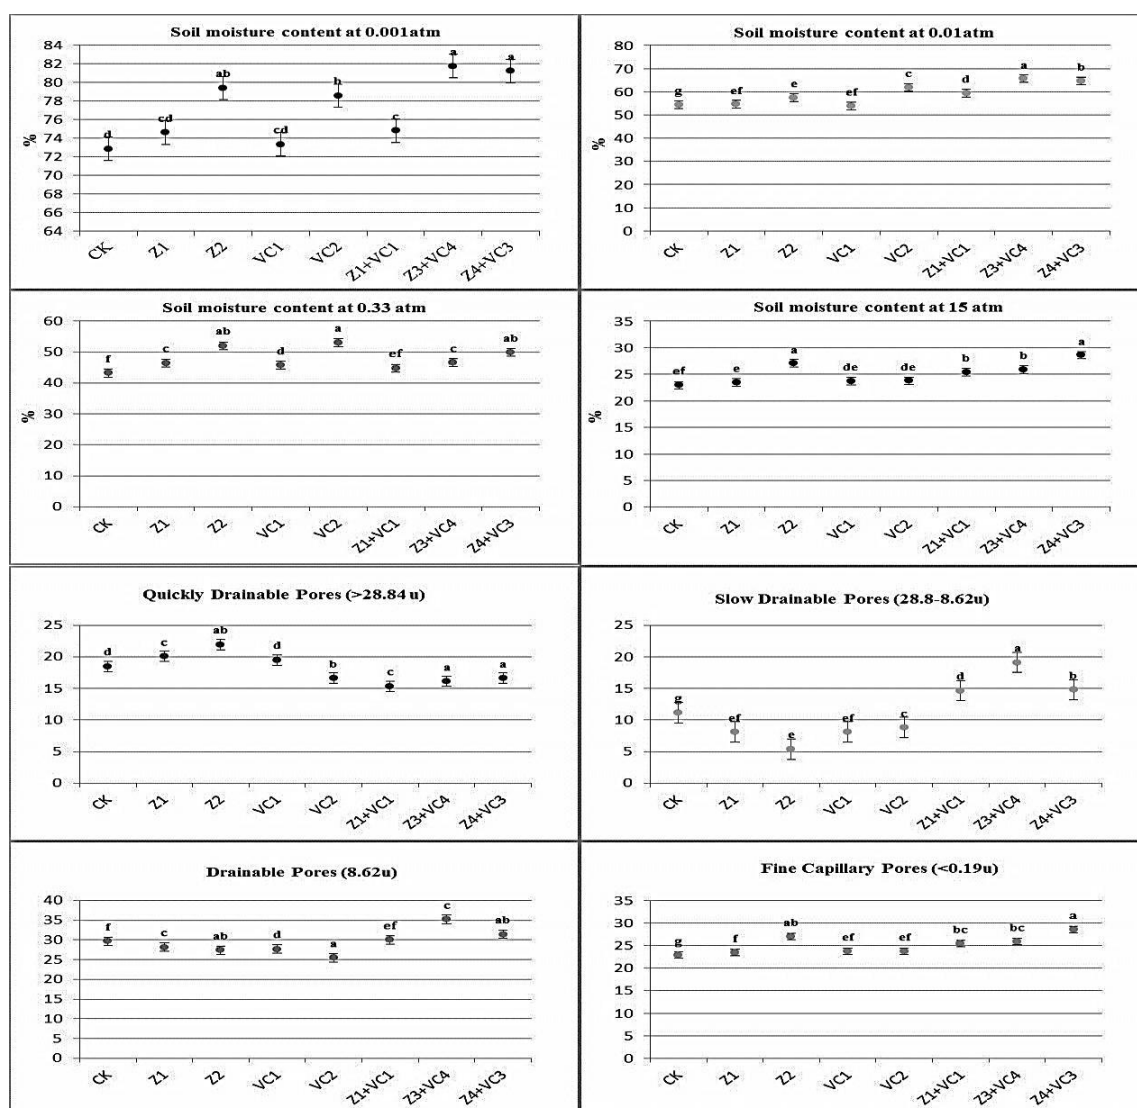 Soil moisture content at 0.001atm
84
82
80
78
76
74
72
70
68
66
64
%
d
cd
ab
cd
b
c
a
a
CK
Z1
Z2
VC1
VC2
Z1+VC1
Z3+VC4
Z4+VC3
Soil moisture content at 0.01atm
80
70
60
50
40
30
20
10
0
%
g
ef
e
ef
c
d
a
b
CK
Z1
Z2
VC1
VC2
Z1+VC1
Z3+VC4
Z4+VC3
Soil moisture content at 0.33 atm
60
50
40
30
20
10
0
%
f
c
ab
d
a
ef
c
ab
CK
Z1
Z2
VC1
VC2
Z1+VC1
Z3+VC4
Z4+VC3
Soil moisture content at 15 atm
35
30
25
20
15
10
5
0
%
ef
e
a
de
de
b
b
a
CK
Z1
Z2
VC1
VC2
Z1+VC1
Z3+VC4
Z4+VC3
Quickly Drainable Pores (>28.84 u)
25
20
15
10
5
0
d
c
ab
d
b
c
a
a
CK
Z1
Z2
VC1
VC2
Z1+VC1
Z3+VC4
Z4+VC3
Slow Drainable Pores (28.8-8.62u)
25
20
15
10
5
0
g
ef
e
ef
c
d
a
b
CK
Z1
Z2
VC1
VC2
Z1+VC1
Z3+VC4
Z4+VC3
Drainable Pores (8.62u)
40
35
30
25
20
15
10
5
0
f
c
ab
d
a
ef
c
ab
CK
Z1
Z2
VC1
VC2
Z1+VC1
Z3+VC4
Z4+VC3
Fine Capillary Pores (<0.19u)
35
30
25
20
15
10
5
0
g
f
ab
ef
ef
bc
bc
a
CK
Z1
Z2
VC1
VC2
Z1+VC1
Z3+VC4
Z4+VC3